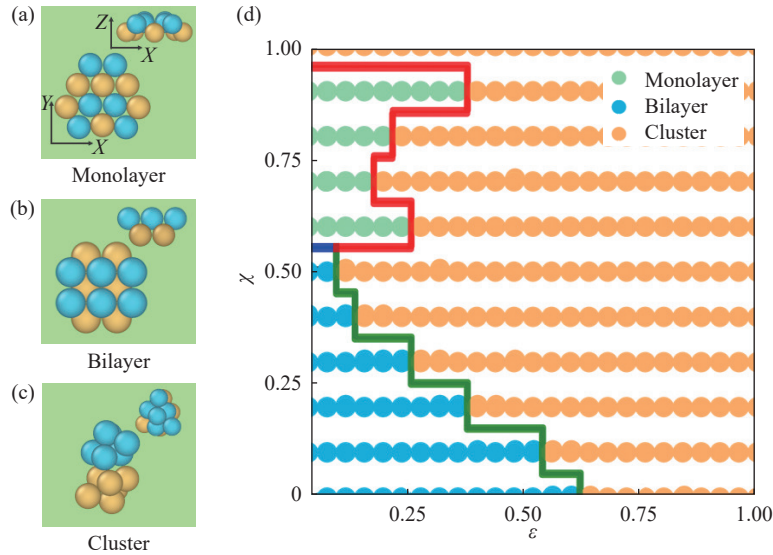 (a)
Z
X
Y
X
Monolayer
(b)
Bilayer
(c)
Cluster
(d)
1.00
0.75
0.50
0.25
0
χ
Monolayer
Bilayer
Cluster
0.25
0.50
0.75
1.00
ε